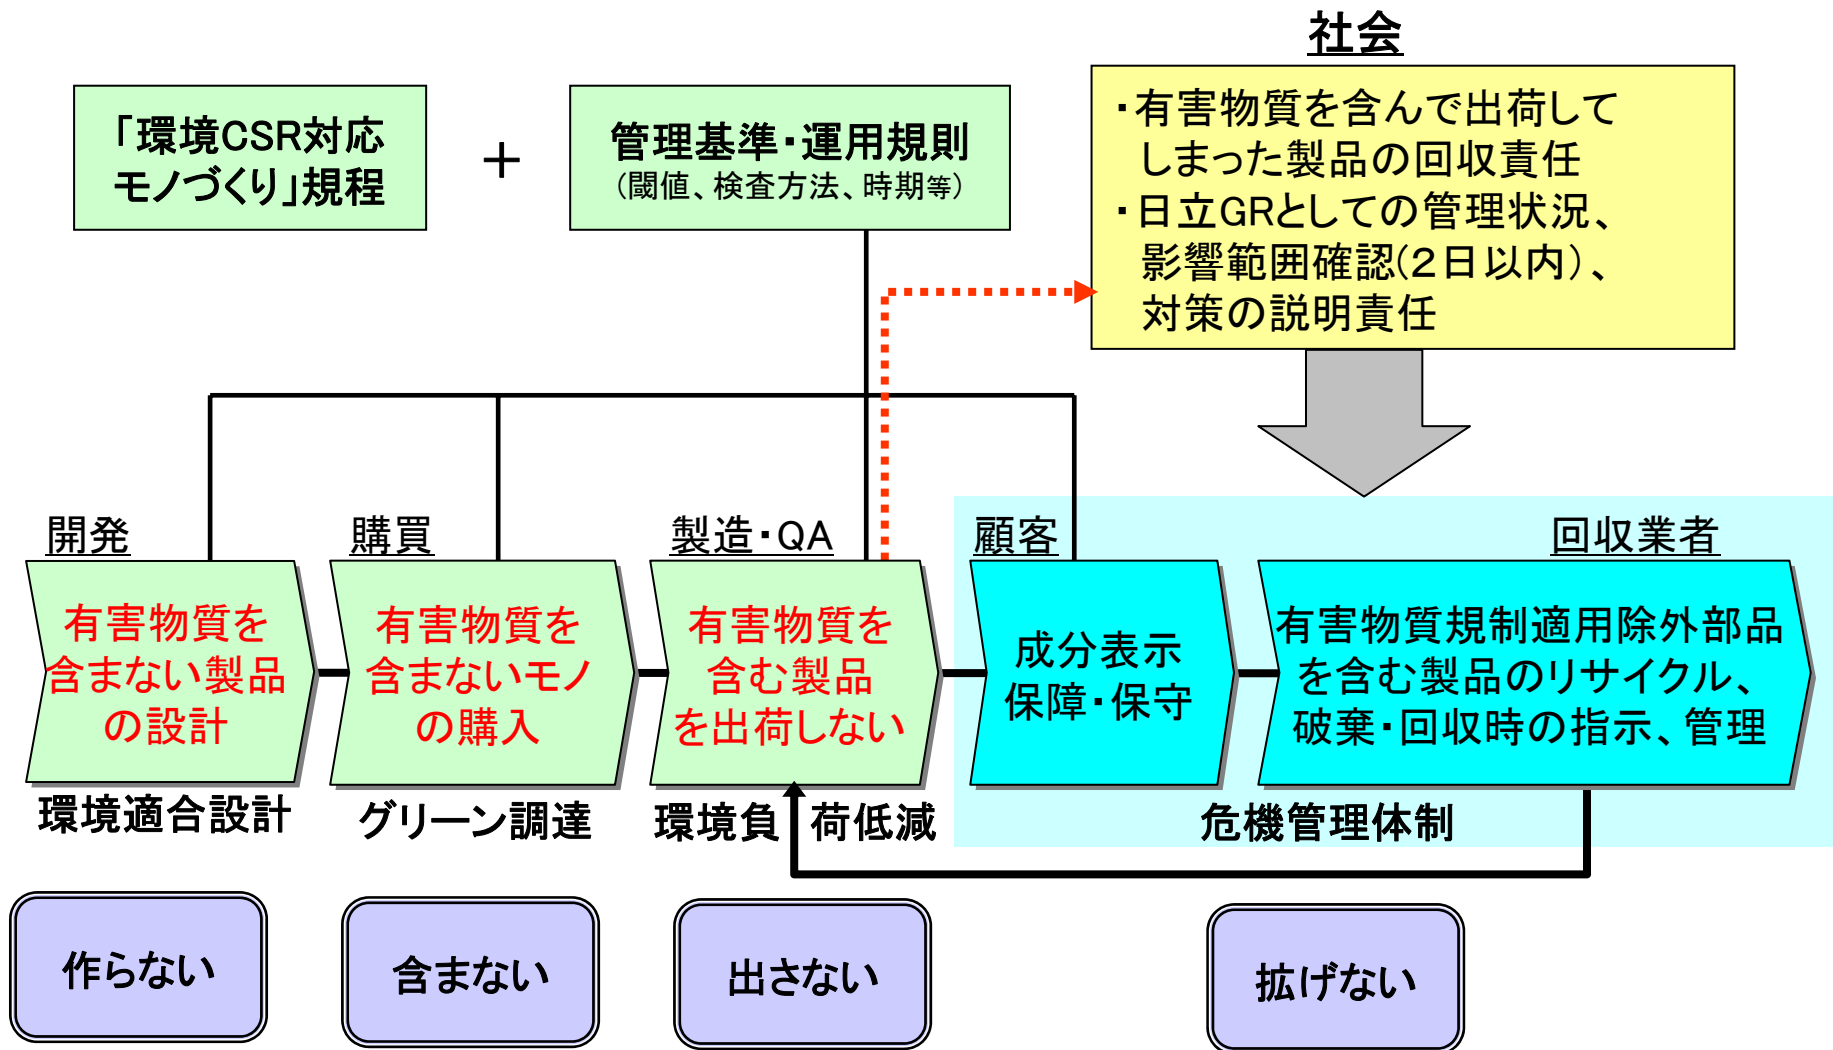 社会
「環境CSR対応
モノづくり」規程
＋
管理基準・運用規則
（閾値、検査方法、時期等）
・有害物質を含んで出荷して
しまった製品の回収責任
・日立GRとしての管理状況、
影響範囲確認(２日以内）、
対策の説明責任
開発
有害物質を
含まない製品
の設計
環境適合設計
購買
有害物質を
含まないモノ
の購入
グリーン調達
製造・QA
有害物質を
含む製品
を出荷しない
環境負荷低減
顧客
成分表示
保障・保守
回収業者
有害物質規制適用除外部品
を含む製品のリサイクル、
破棄・回収時の指示、管理
危機管理体制
作らない
含まない
出さない
拡げない